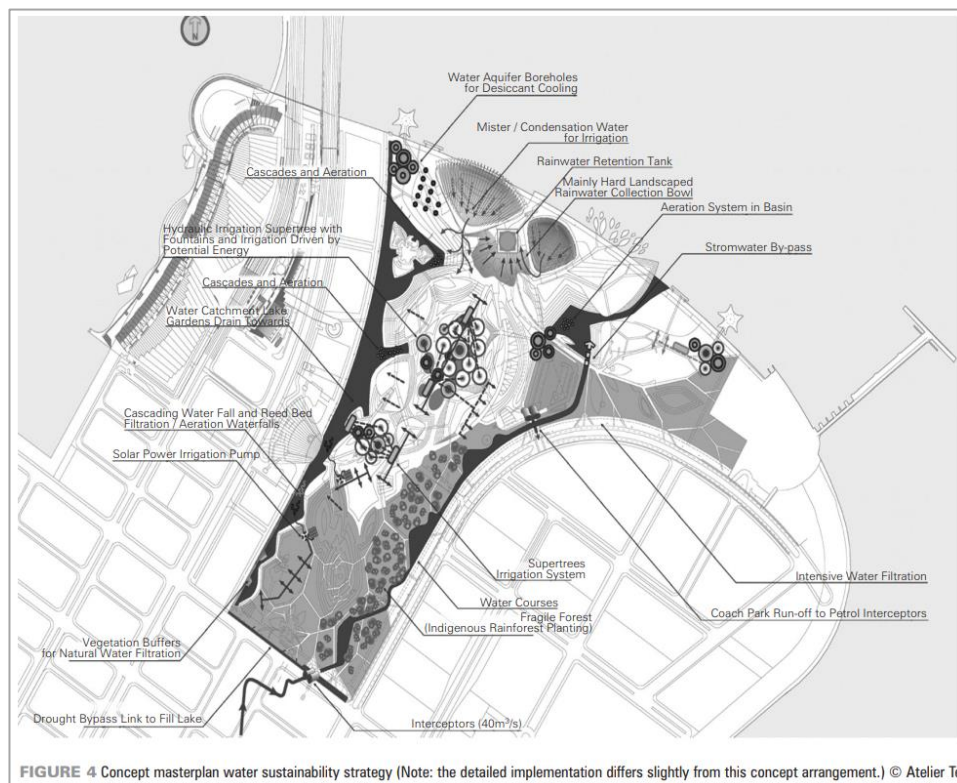 N
Water Aquifer Boreholes
for Desiccant Cooling
Mister / Condensation Water
for Irrigation
Rainwater Retention Tank
Cascades and Aeration
Mainly Hard Landscaped
Rainwater Collection Bowl
Aeration System in Basin
Hydraulic Irrigation Supertree with
Fountains and Irrigation Driven by
Potential Energy
Stromwater By-pass
Cascades and Aeration
Water Catchment Lake
Gardens Drain Towards
Cascading Water Fall and Reed Bed
Filtration / Aeration Waterfalls
Solar Power Irrigation Pump
Supertrees
Irrigation System
Intensive Water Filtration
Water Courses
Coach Park Run-off to Petrol Interceptors
Fragile Forest
(Indigenous Rainforest Planting)
Vegetation Buffers
for Natural Water Filtration
Drought Bypass Link to Fill Lake
Interceptors (40m³/s)
FIGURE 4 Concept masterplan water sustainability strategy (Note: the detailed implementation differs slightly from this concept arrangement.) © Atelier